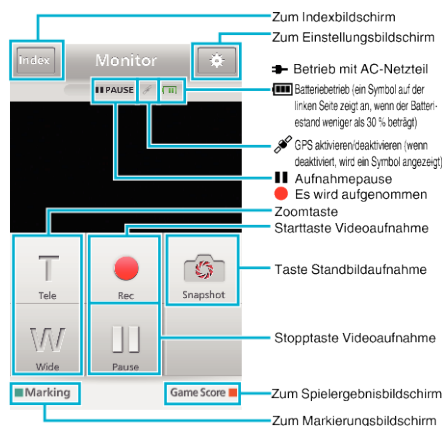 Zum Indexbildschirm
Zum Einstellungsbildschirm
Index
Monitor
Betrieb mit AC-Netzteil
PAUSE
Batteriebetrieb (ein Symbol auf der
linken Seite zeigt an, wenn der Batteri-
estand weniger als 30 % beträgt)
GPS aktivieren/deaktivieren (wenn
deaktiviert, wird ein Symbol angezeigt)
Aufnahmepause
Es wird aufgenommen
Zoomtaste
Starttaste Videoaufnahme
T
Tele
Rec
Snapshot
Taste Standbildaufnahme
W
Wide
Pause
Stopptaste Videoaufnahme
Marking
Game Score
Zum Spielergebnisbildschirm
Zum Markierungsbildschirm